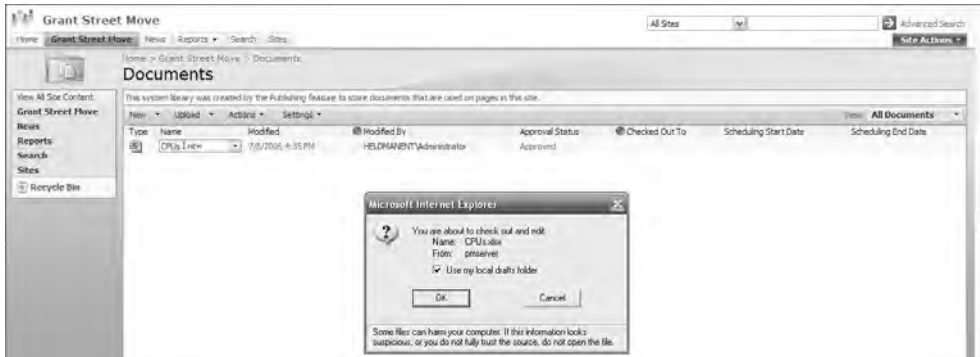 Grant Street Move
All Sites
Advanced Search
Home Grant Street Move News Reports Search Sites
Site Actions
Home > Grant Street Move > Documents
Documents
View All Site Content
Grant Street Move
News
Reports
Search
Sites
Recycle Bin
This system library was created by the Publishing feature to store documents that are used on pages in this site.
New Upload Actions Settings View: All Documents
Type Name Modified Modified By Approval Status Checked Out To Scheduling Start Date Scheduling End Date
CPUs 7/8/2006 4:35 PM HELDMANENT\Administrator Approved
Microsoft Internet Explorer
You are about to check out and edit:
Name: CPUs.xlsx
From: pmserver
Use my local drafts folder
OK Cancel
Some files can harm your computer. If this information looks
suspicious, or you do not fully trust the source, do not open the file.